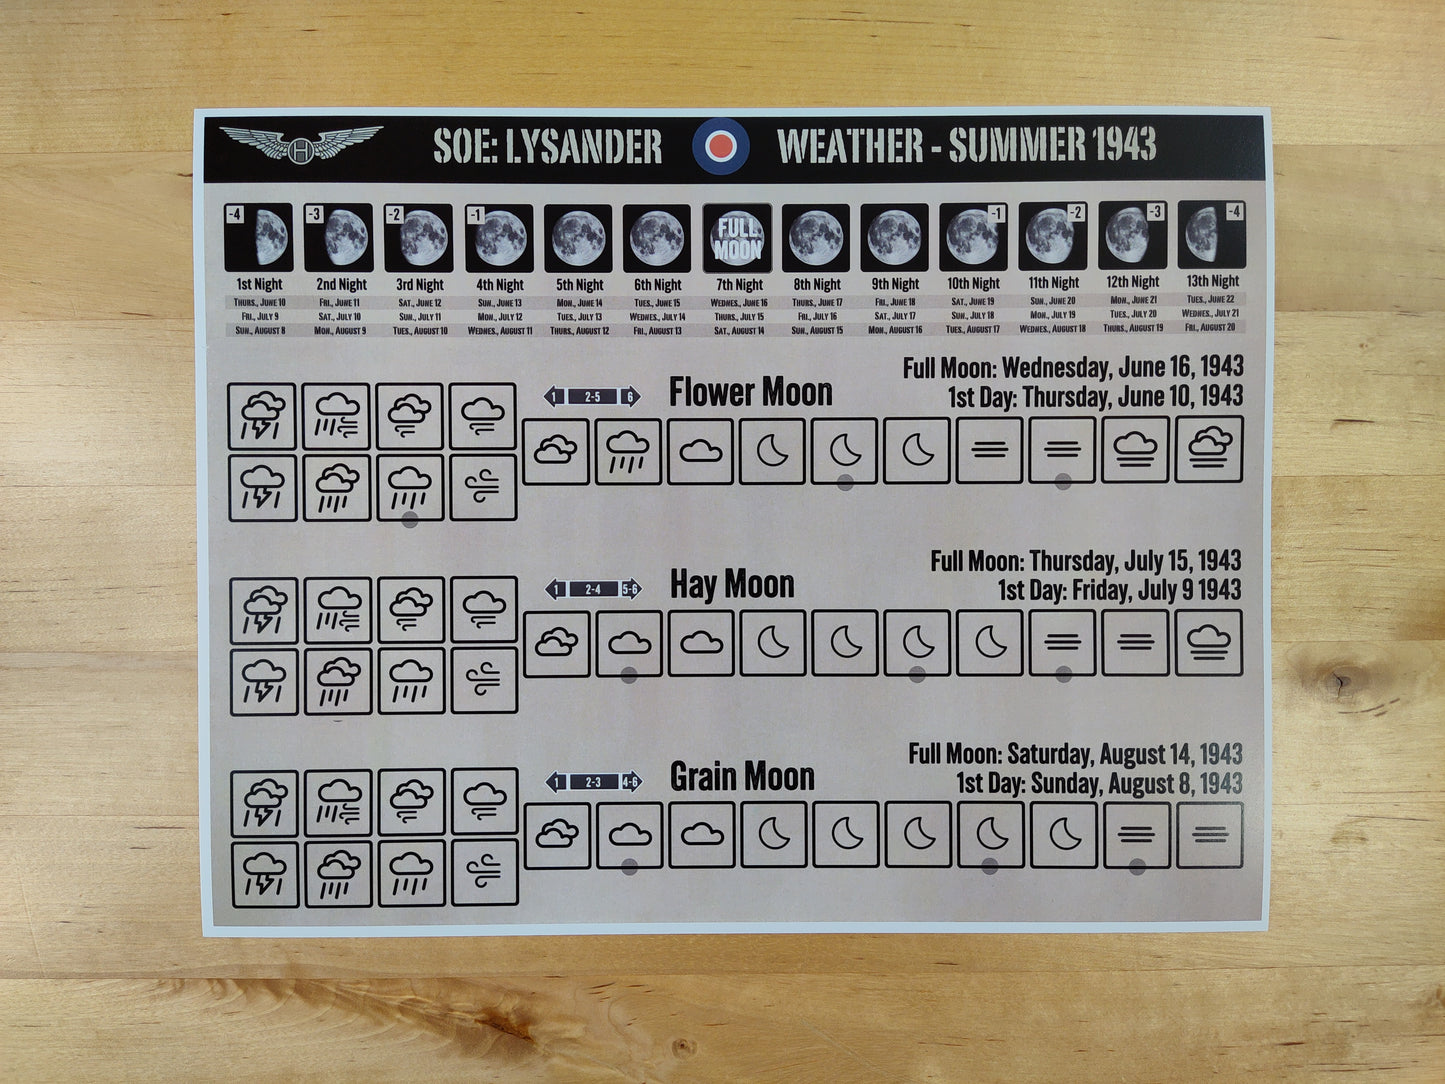 H
SOE: LYSANDER WEATHER - SUMMER 1943
-4 -3 -2 -1 FULL MOON -1 -2 -3 -4
1st Night 2nd Night 3rd Night 4th Night 5th Night 6th Night 7th Night 8th Night 9th Night 10th Night 11th Night 12th Night 13th Night
Thurs., June 10 Fri., June 11 Sat., June 12 Sun., June 13 Mon., June 14 Tues., June 15 Wednes., June 16 Thurs., June 17 Fri., June 18 Sat., June 19 Sun., June 20 Mon., June 21 Tues., June 22
Fri., July 9 Sat., July 10 Sun., July 11 Mon., July 12 Tues., July 13 Wednes., July 14 Thurs., July 15 Fri., July 16 Sat., July 17 Sun., July 18 Mon., July 19 Tues., July 20 Wednes., July 21
Sun., August 8 Mon., August 9 Tues., August 10 Wednes., August 11 Thurs., August 12 Fri., August 13 Sat., August 14 Sun., August 15 Mon., August 16 Tues., August 17 Wednes., August 18 Thurs., August 19 Fri., August 20
Full Moon: Wednesday, June 16, 1943
1 2-5 6 Flower Moon 1st Day: Thursday, June 10, 1943
Full Moon: Thursday, July 15, 1943
1 2-4 5-6 Hay Moon 1st Day: Friday, July 9 1943
Full Moon: Saturday, August 14, 1943
1 2-3 4-6 Grain Moon 1st Day: Sunday, August 8, 1943